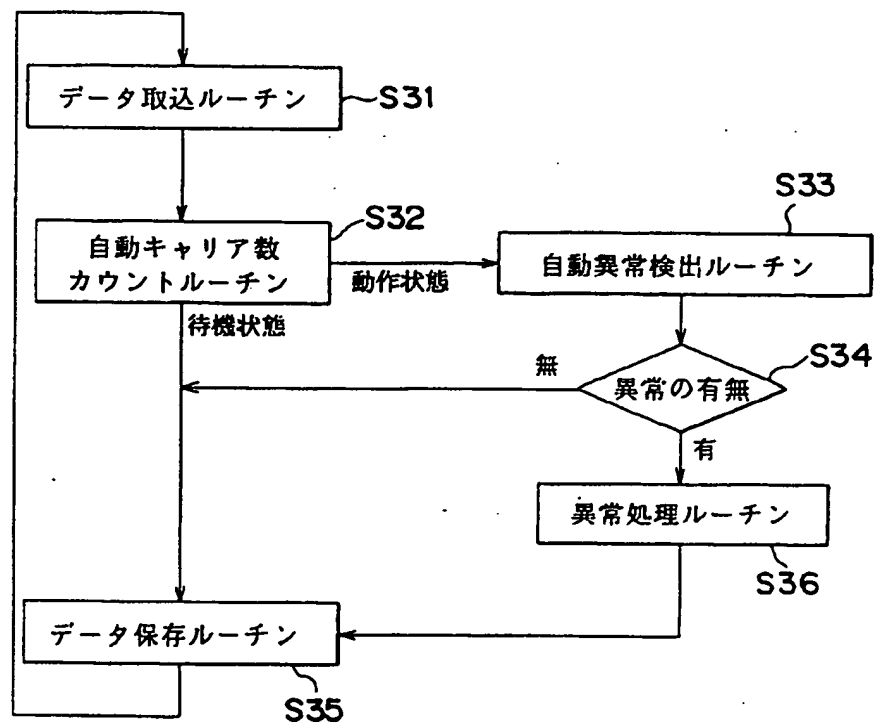 データ取込ルーチン
S31
自動キャリア数
カウントルーチン
S32
動作状態
待機状態
自動異常検出ルーチン
S33
異常の有無
S34
無
有
異常処理ルーチン
S36
データ保存ルーチン
S35